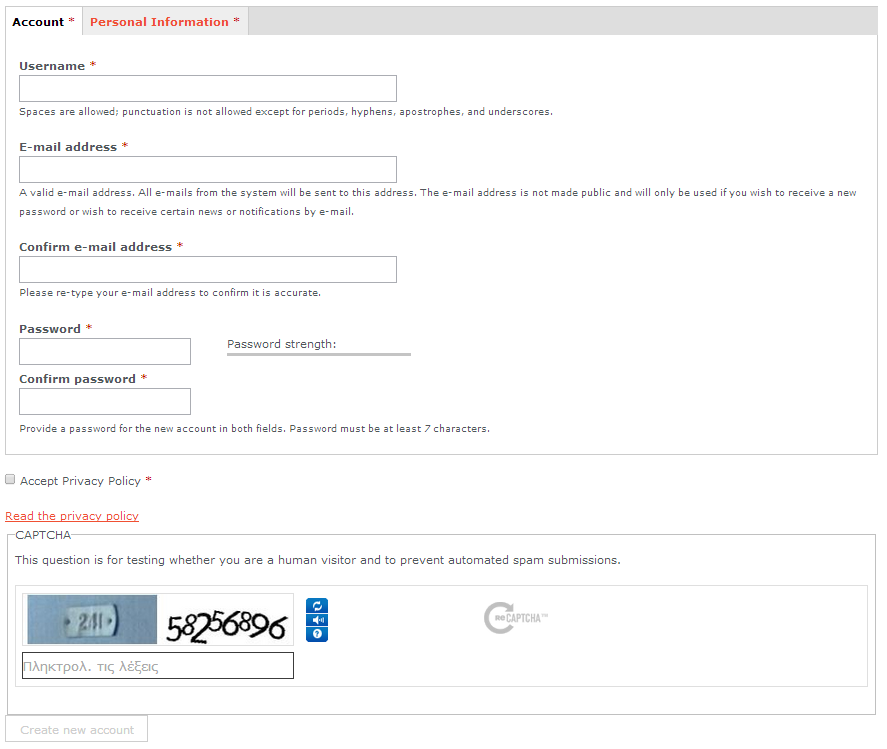 Account * Personal Information *
Username *
Spaces are allowed; punctuation is not allowed except for periods, hyphens, apostrophes, and underscores.
E-mail address *
A valid e-mail address. All e-mails from the system will be sent to this address. The e-mail address is not made public and will only be used if you wish to receive a new
password or wish to receive certain news or notifications by e-mail.
Confirm e-mail address *
Please re-type your e-mail address to confirm it is accurate.
Password *
Password strength:
Confirm password *
Provide a password for the new account in both fields. Password must be at least 7 characters.
Accept Privacy Policy *
Read the privacy policy
CAPTCHA
This question is for testing whether you are a human visitor and to prevent automated spam submissions.
241 58256896
reCAPTCHA™
Πληκτρολ. τις λέξεις
Create new account